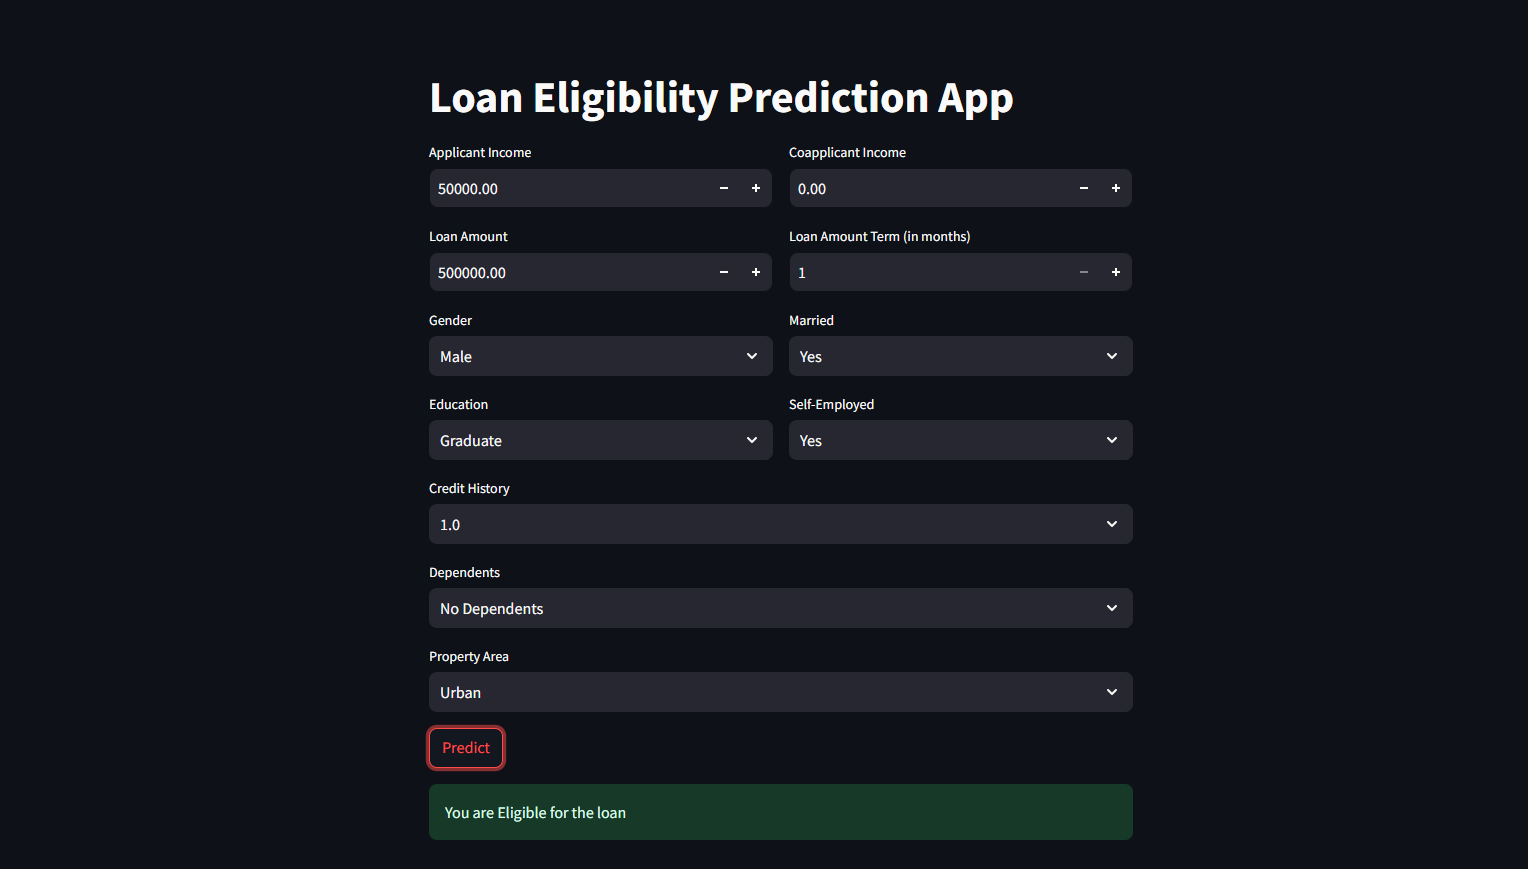 Loan Eligibility Prediction App
Applicant Income
Coapplicant Income
50000.00
0.00
Loan Amount
Loan Amount Term (in months)
500000.00
1
Gender
Married
Male
Yes
Education
Self-Employed
Graduate
Yes
Credit History
1.0
Dependents
No Dependents
Property Area
Urban
Predict
You are Eligible for the loan